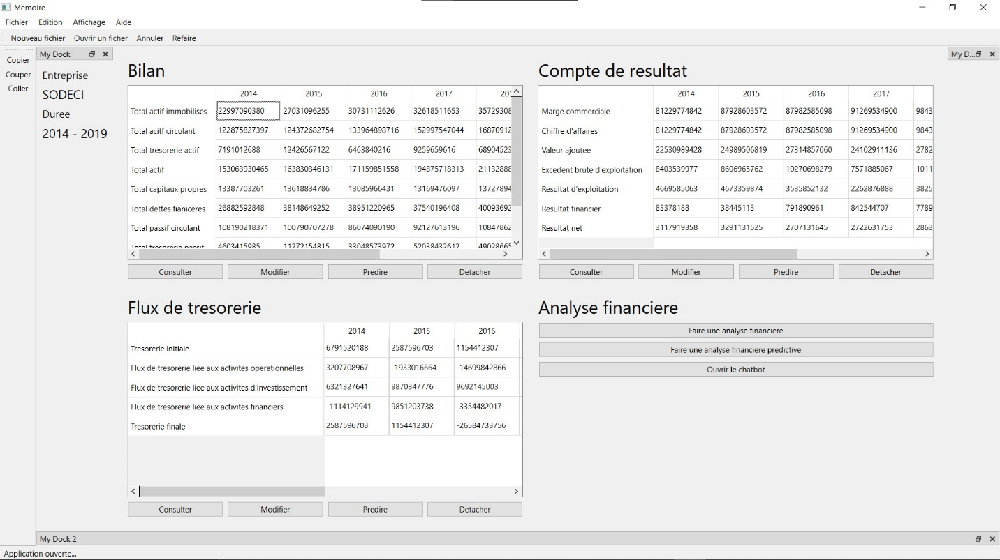 Memoire
Fichier Edition Affichage Aide
Nouveau fichier Ouvrir un ficher Annuler Refaire
Copier
Couper
Coller
My Dock
Entreprise
SODECI
Duree
2014 - 2019
Bilan
2014 2015 2016 2017
Total actif immobilises 22997090380 27031096255 30731112626 32618511653 35729308
Total acitf circulant 122875827397 124372682754 133964898716 152997547044 16870912
Total tresorerie actif 7191012688 12426567122 6463840216 9259659616 68904523
Total actif 153063930465 163830346131 171159851558 194875718313 21132888
Total capitaux propres 13387703261 13618834786 13085966431 13169476097 13727894
Total dettes fianiceres 26882592848 38148649252 38951220965 37540196408 40093692
Total passif circulant 108190218371 100790707278 86074090190 92127613196 10847862
Total tresorerie passif 4603415985 11272154815 33048573972 52038432612 49028665
Consulter Modifier Predire Detacher
Compte de resultat
2014 2015 2016 2017
Marge commerciale 81229774842 87928603572 87982585098 91269534900 9843
Chiffre d'affaires 81229774842 87928603572 87982585098 91269534900 9843
Valeur ajoutee 22530989428 24989506819 27314857060 24102911136 2782
Excedent brute d'exploitation 8403539977 8606965762 10270698279 7571885067 1011
Resultat d'exploitation 4669585063 4673359874 3535852132 2262876888 3825
Resultat financier 83378188 38445113 791890961 842544707 7789
Resultat net 3117919358 3291131525 2707131645 2722631753 2863
Consulter Modifier Predire Detacher
Flux de tresorerie
2014 2015 2016
Tresorerie initiale 6791520188 2587596703 1154412307
Flux de tresorerie liee aux activites operationnelles 3207708967 -1933016664 -14699842866
Flux de tresorerie liee aux activites d'investissement 6321327641 9870347776 9692145003
Flux de tresorerie liee aux activites financiers -1114129941 9851203738 -3354482017
Tresorerie finale 2587596703 1154412307 -26584733756
Consulter Modifier Predire Detacher
Analyse financiere
Faire une analyse financiere
Faire une analyse financiere predictive
Ouvrir le chatbot
My D...
My Dock 2
Application ouverte...